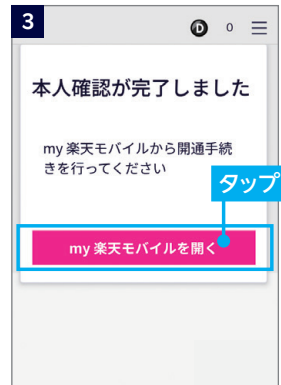 3
D 0
本人確認が完了しました
my 楽天モバイルから開通手続
きを行ってください
タップ
my 楽天モバイルを開く